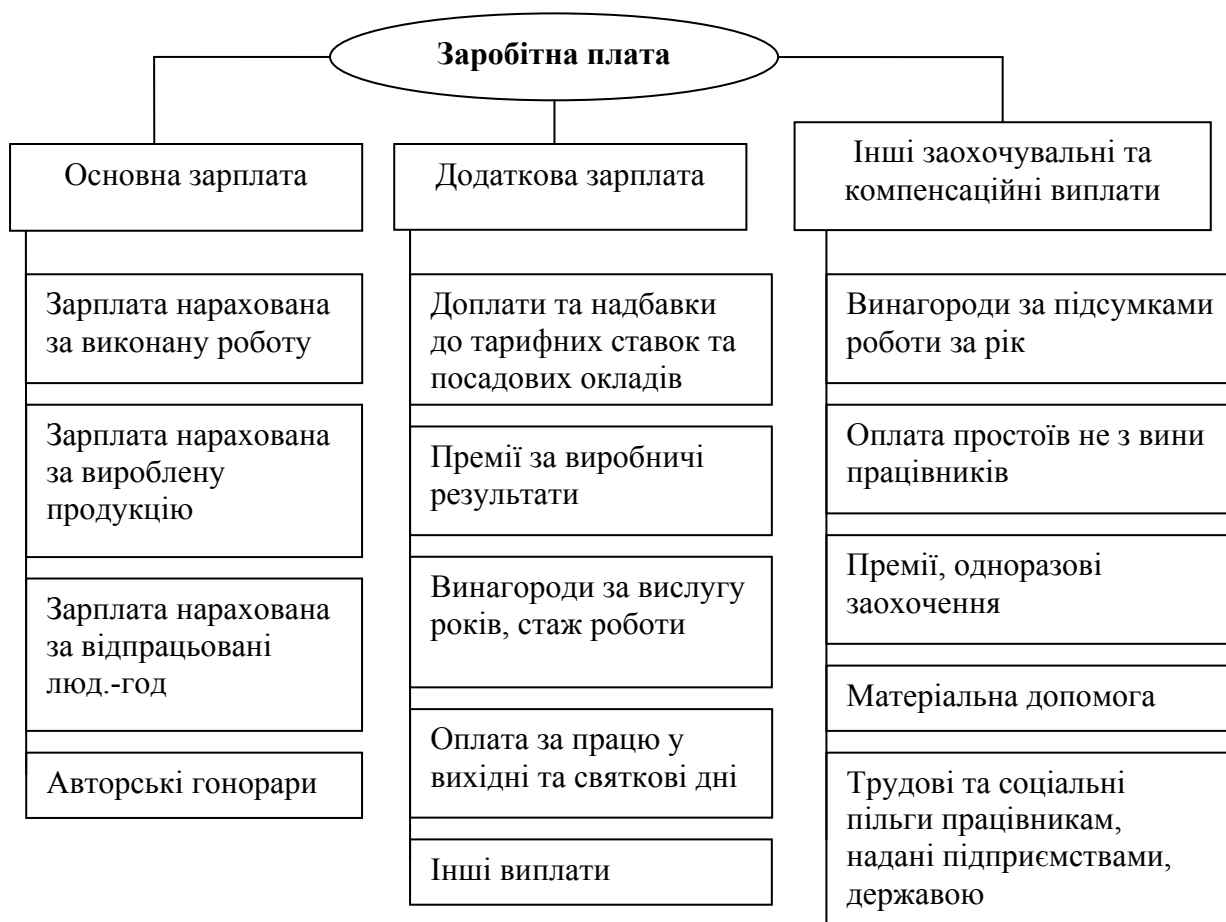 Заробітна плата
Основна зарплата
Зарплата нарахована
за виконану роботу
Зарплата нарахована
за вироблену
продукцію
Зарплата нарахована
за відпрацьовані
люд.-год
Авторські гонорари
Додаткова зарплата
Доплати та надбавки
до тарифних ставок та
посадових окладів
Премії за виробничі
результати
Винагороди за вислугу
років, стаж роботи
Оплата за працю у
вихідні та святкові дні
Інші виплати
Інші заохочувальні та
компенсаційні виплати
Винагороди за підсумками
роботи за рік
Оплата простоїв не з вини
працівників
Премії, одноразові
заохочення
Матеріальна допомога
Трудові та соціальні
пільги працівникам,
надані підприємствами,
державою